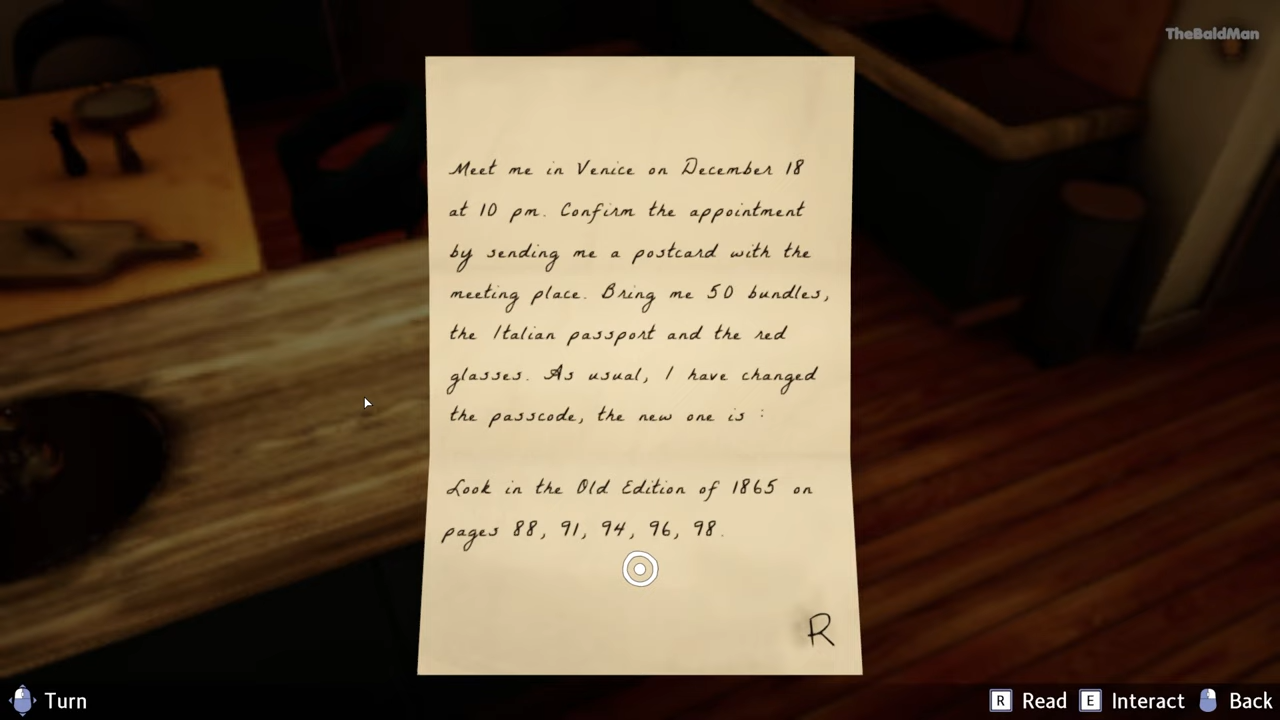 TheBaldMan
Meet me in Venice on December 18
at 10 pm. Confirm the appointment
by sending me a postcard with the
meeting place. Bring me 50 bundles,
the Italian passport and the red
glasses. As usual, I have changed
the passcode, the new one is :
Look in the Old Edition of 1865 on
pages 88, 91, 94, 96, 98.
R
Turn
R Read E Interact Back